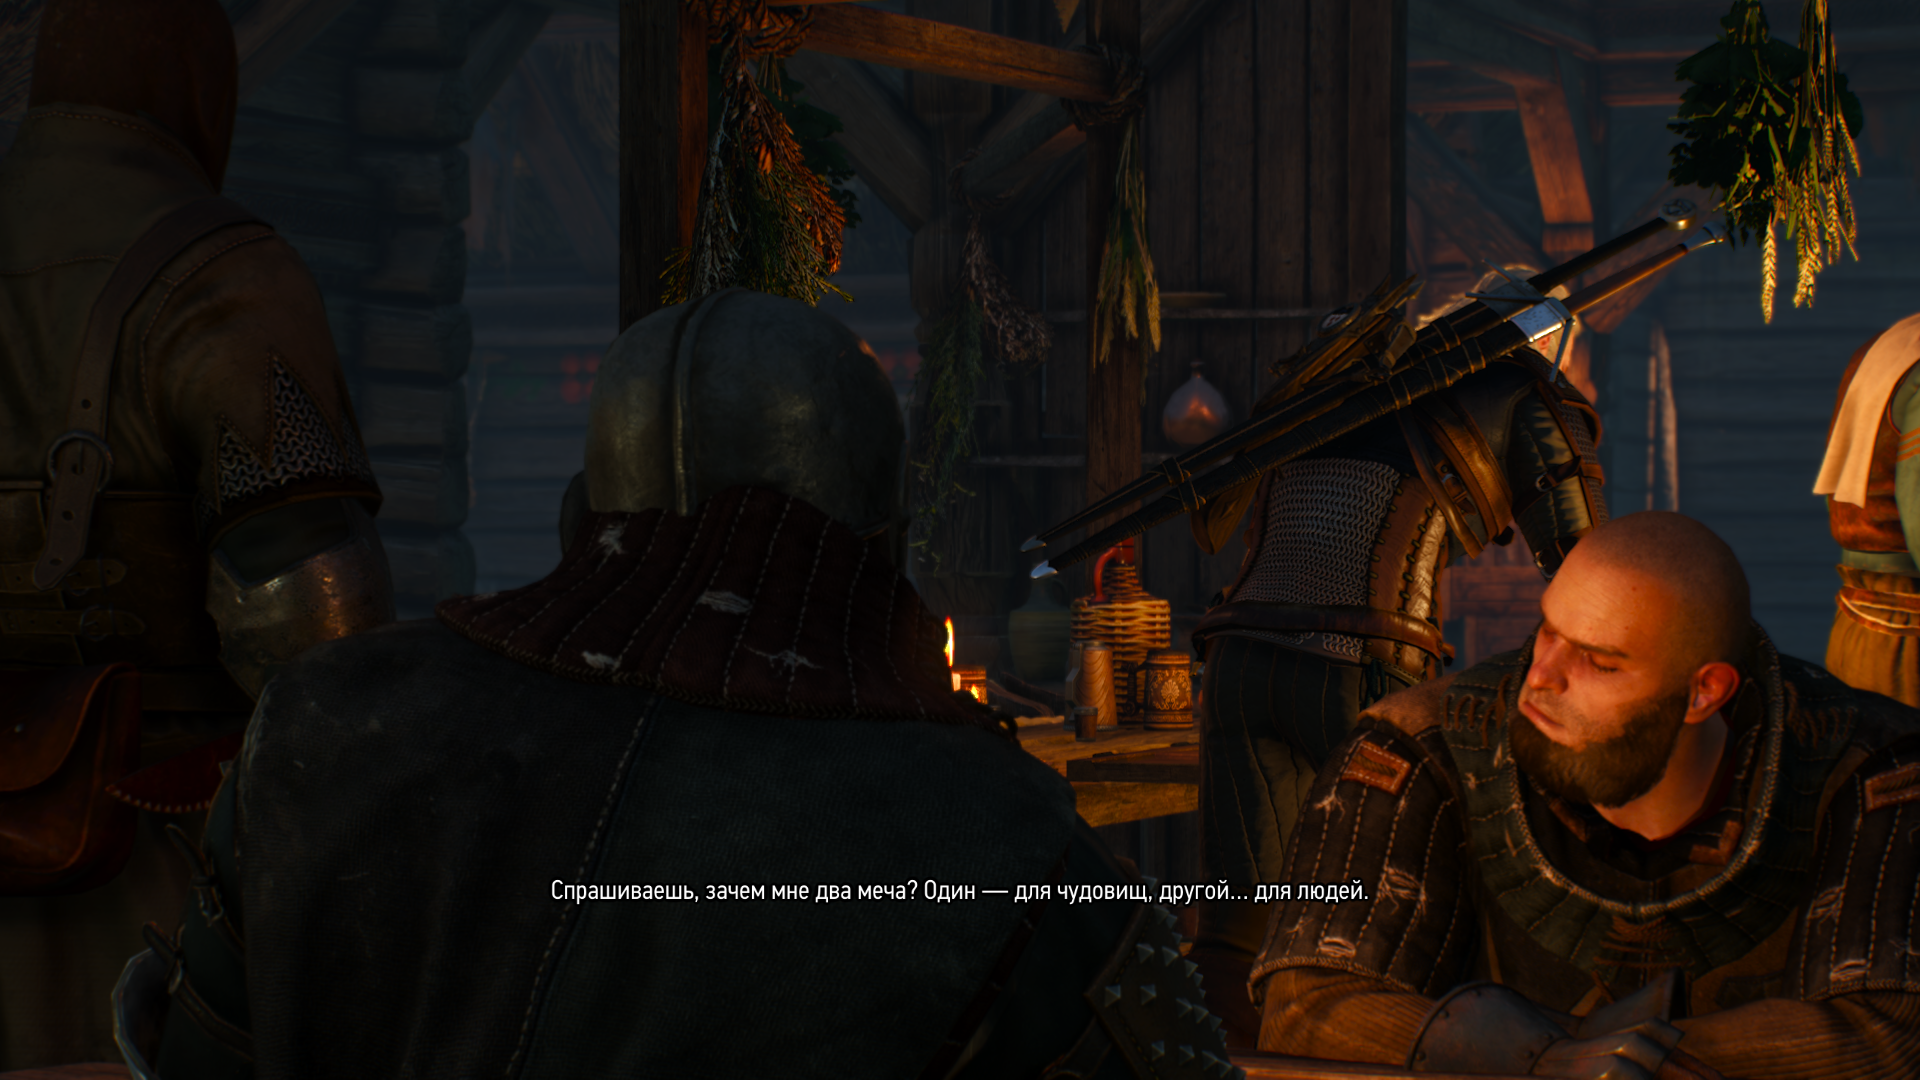 Спрашиваешь, зачем мне два меча? Один — для чудовищ, другой... для людей.